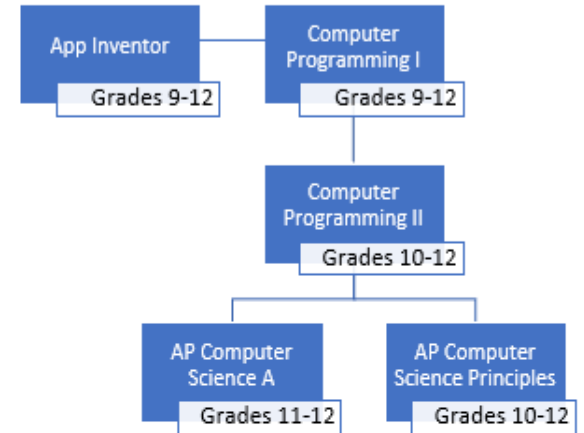 App Inventor
Grades 9-12
Computer
Programming I
Grades 9-12
Computer
Programming II
Grades 10-12
AP Computer
Science A
Grades 11-12
AP Computer
Science Principles
Grades 10-12